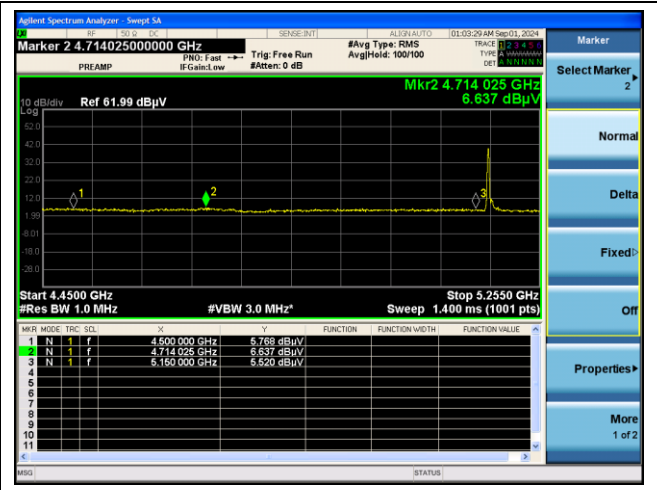 Agilent Spectrum Analyzer - Swept SA
RF 50 Ω DC SENSE:INT ALIGN AUTO 01:03:29 AM Sep 01, 2024
Marker 2 4.714025000000 GHz
PREAMP
PNO: Fast
IFGain:Low
Trig: Free Run
#Atten: 0 dB
#Avg Type: RMS
Avg|Hold: 100/100
TRACE 1 2 3 4 5 6
TYPE A
DET A N N N N N
Mkr2 4.714 025 GHz
6.637 dBµV
10 dB/div Ref 61.99 dBµV
Log
52.0
42.0
32.0
22.0
12.0
1.99
-8.01
-18.0
-28.0
1
2
3
Start 4.4500 GHz Stop 5.2550 GHz
#Res BW 1.0 MHz #VBW 3.0 MHz* Sweep 1.400 ms (1001 pts)
MKR MODE TRC SCL X Y FUNCTION FUNCTION WIDTH FUNCTION VALUE
1 N 1 f 4.500 000 GHz 5.768 dBµV
2 N 1 f 4.714 025 GHz 6.637 dBµV
3 N 1 f 5.150 000 GHz 5.520 dBµV
4
5
6
7
8
9
10
11
MSG STATUS
Marker
Select Marker
2
Normal
Delta
Fixed
Off
Properties
More
1 of 2